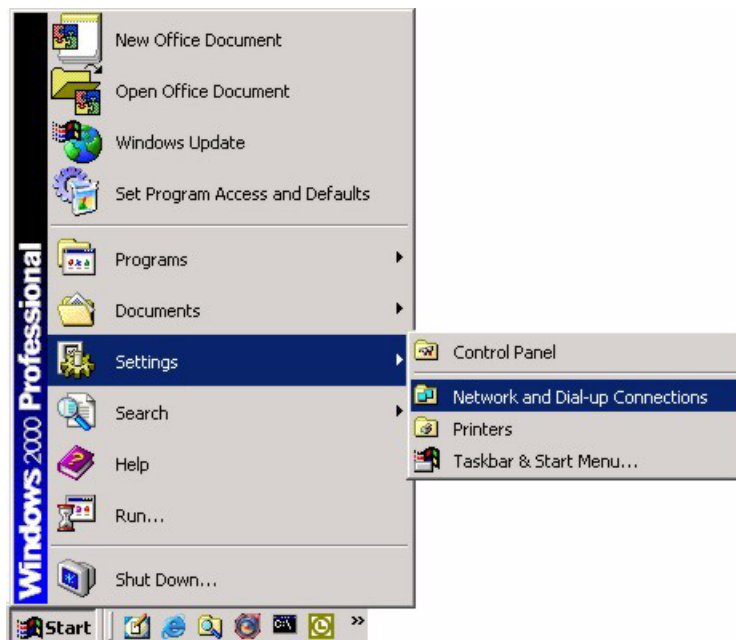 New Office Document
Open Office Document
Windows Update
Set Program Access and Defaults
Programs
Documents
Settings
Search
Help
Run...
Shut Down...
Control Panel
Network and Dial-up Connections
Printers
Taskbar & Start Menu...
Windows 2000 Professional
Start
C:\
»